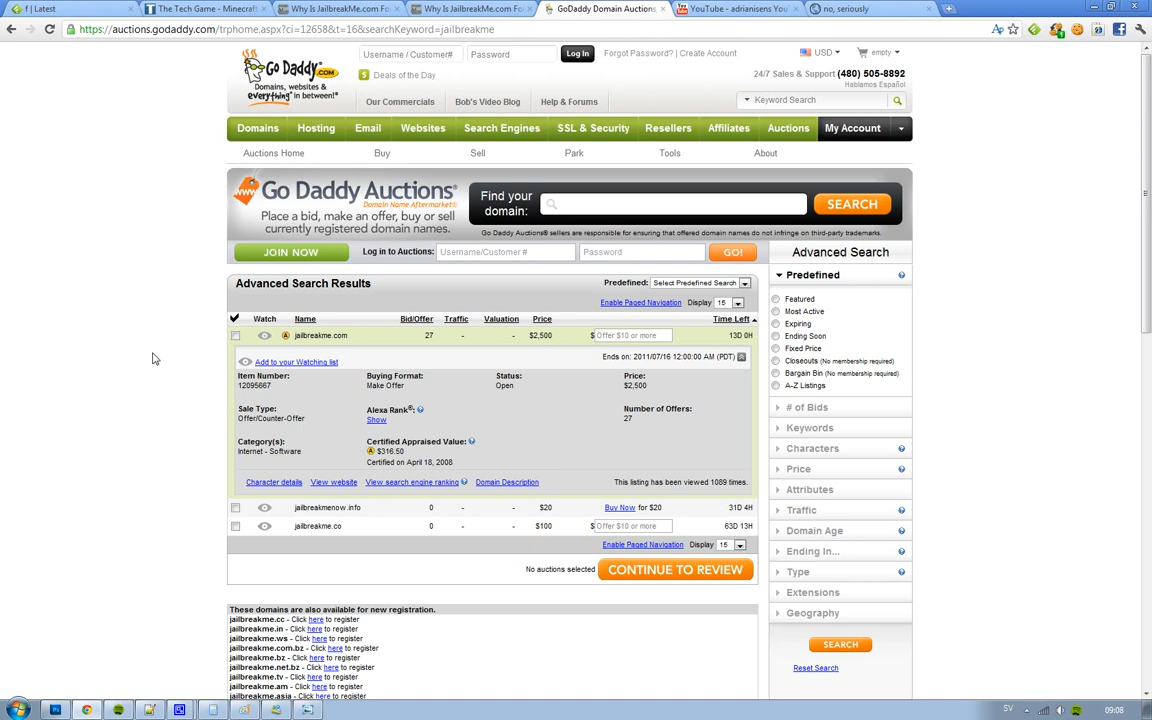 f | Latest
The Tech Game - Minecraft
Why Is JailbreakMe.com Fo
Why Is JailbreakMe.com Fo
GoDaddy Domain Auctions,
YouTube - adrianisens You
no, seriously
https://auctions.godaddy.com/trphome.aspx?ci=12658&t=16&searchKeyword=jailbreakme
Go Daddy.COM
Domains, websites & everything in between!
Username / Customer# Password Log In Forgot Password? | Create Account
USD empty
$ Deals of the Day
24/7 Sales & Support (480) 505-8892
Hablamos Español
Our Commercials Bob's Video Blog Help & Forums Keyword Search
Domains Hosting Email Websites Search Engines SSL & Security Resellers Affiliates Auctions My Account
Auctions Home Buy Sell Park Tools About
WWW
Go Daddy Auctions®
Domain Name Aftermarket!®
Place a bid, make an offer, buy or sell
currently registered domain names.
Find your
domain:
SEARCH
Go Daddy Auctions® sellers are responsible for ensuring that offered domain names do not infringe on third-party trademarks.
JOIN NOW Log in to Auctions: Username/Customer # Password GO!
Advanced Search Results
Predefined: Select Predefined Search
Enable Paged Navigation Display 15
Watch Name Bid/Offer Traffic Valuation Price Time Left
A jailbreakme.com 27 - - $2,500 $ Offer $10 or more 13D 0H
Add to your Watching list Ends on: 2011/07/16 12:00:00 AM (PDT)
Item Number: Buying Format: Status: Price:
12095667 Make Offer Open $2,500
Sale Type: Alexa Rank®: Number of Offers:
Offer/Counter-Offer Show 27
Category(s): Certified Appraised Value:
Internet - Software A $316.50
Certified on April 18, 2008
Character details View website View search engine ranking Domain Description This listing has been viewed 1089 times.
jailbreakmenow.info 0 - - $20 Buy Now for $20 31D 4H
jailbreakme.co 0 - - $100 $ Offer $10 or more 63D 13H
Enable Paged Navigation Display 15
No auctions selected CONTINUE TO REVIEW
These domains are also available for new registration.
jailbreakme.cc - Click here to register
jailbreakme.in - Click here to register
jailbreakme.ws - Click here to register
jailbreakme.com.bz - Click here to register
jailbreakme.bz - Click here to register
jailbreakme.net.bz - Click here to register
jailbreakme.tv - Click here to register
jailbreakme.am - Click here to register
jailbreakme.asia - Click here to register
Advanced Search
Predefined
Featured
Most Active
Expiring
Ending Soon
Fixed Price
Closeouts (No membership required)
Bargain Bin (No membership required)
A-Z Listings
# of Bids
Keywords
Characters
Price
Attributes
Traffic
Domain Age
Ending In...
Type
Extensions
Geography
SEARCH
Reset Search
SV 09:08